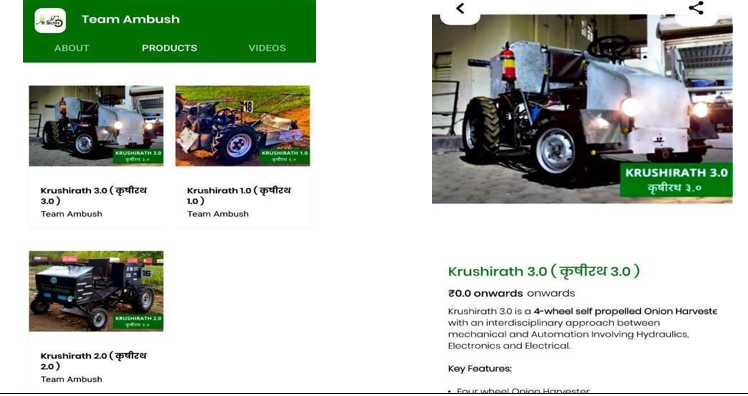 Team Ambush
ABOUT PRODUCTS VIDEOS
18
KRUSHIRATH 3.0
कृषीरथ ३.०
KRUSHIRATH 1.0
कृषीरथ १.०
Krushirath 3.0 ( कृषीरथ
3.0 )
Team Ambush
Krushirath 1.0 ( कृषीरथ
1.0 )
Team Ambush
16
KRUSHIRATH 2.0
कृषीरथ २.०
Krushirath 2.0 ( कृषीरथ
2.0 )
Team Ambush
KRUSHIRATH 3.0
कृषीरथ ३.०
Krushirath 3.0 ( कृषीरथ 3.0 )
₹0.0 onwards onwards
Krushirath 3.0 is a 4-wheel self propelled Onion Harveste
with an interdisciplinary approach between
mechanical and Automation Involving Hydraulics,
Electronics and Electrical.
Key Features:
• Four wheel Onion Harvester